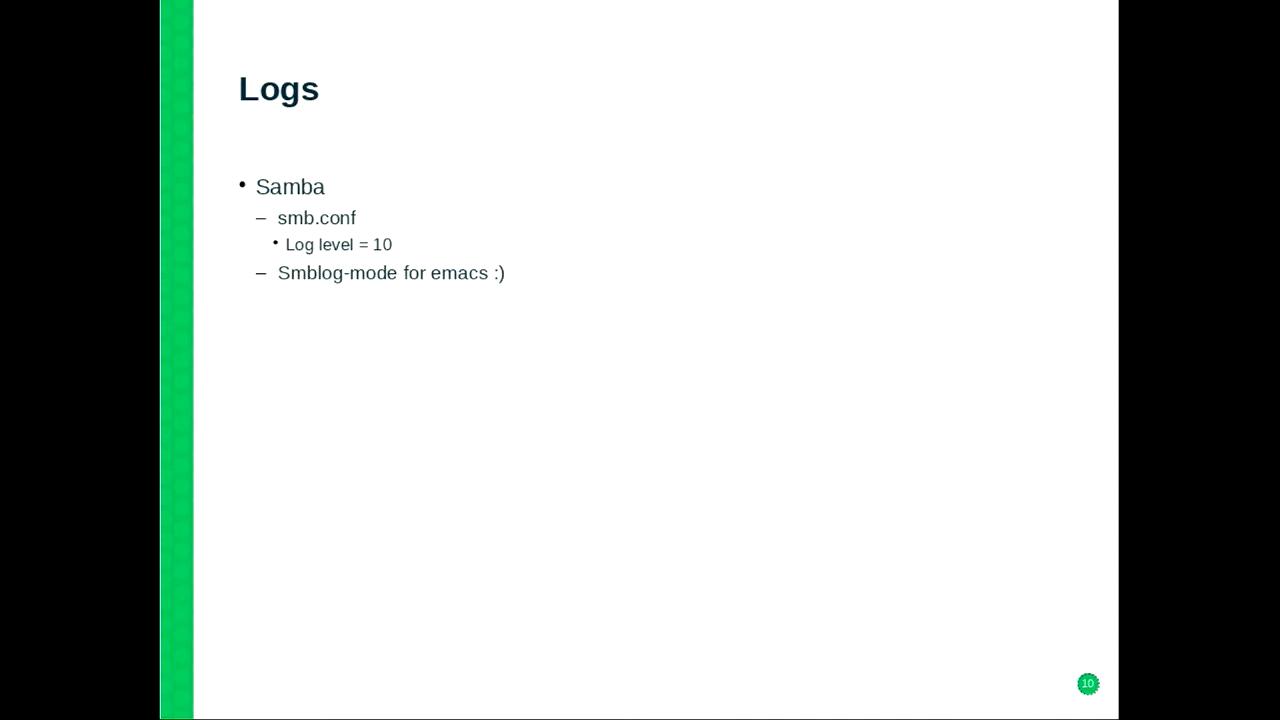 Logs
• Samba
– smb.conf
• Log level = 10
– Smblog-mode for emacs :)
10